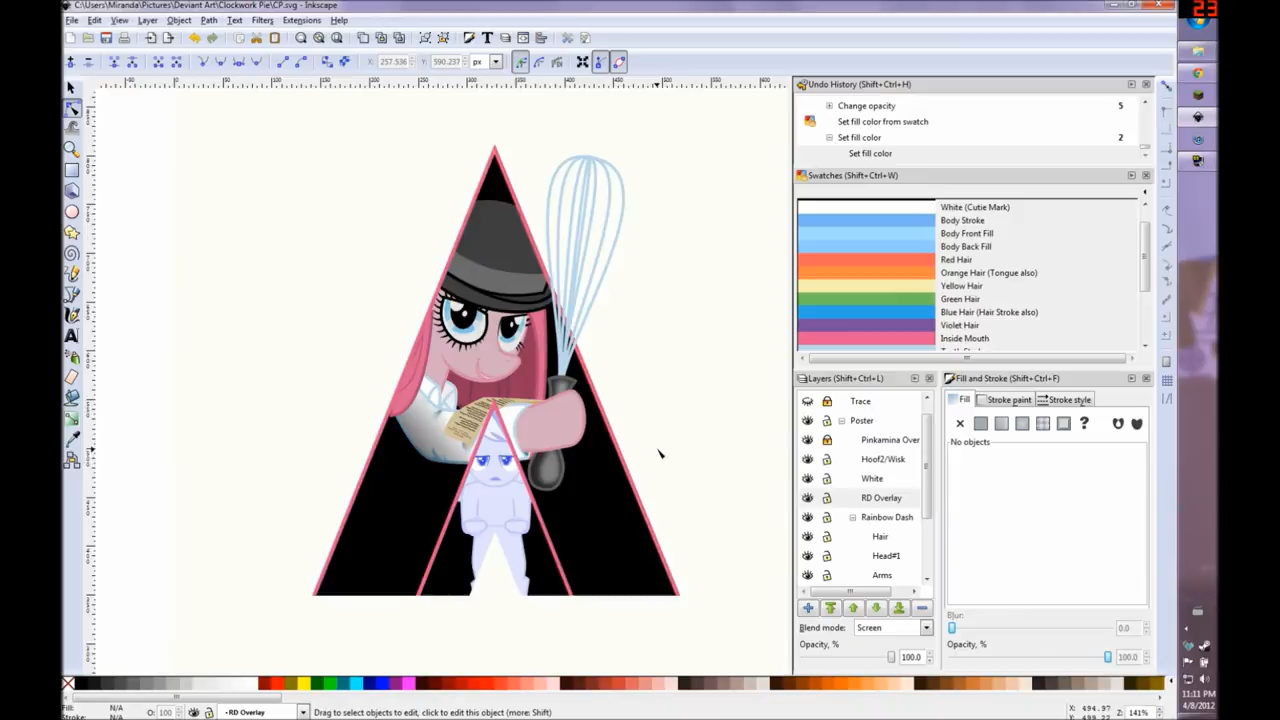 C:\Users\Miranda\Pictures\Deviant Art\Clockwork Pie\CP.svg - Inkscape
23
File Edit View Layer Object Path Text Filters Extensions Help
X: 257.536 Y: 590.237 px
Undo History (Shift+Ctrl+H)
Change opacity 5
Set fill color from swatch
Set fill color 2
Set fill color
Swatches (Shift+Ctrl+W)
White (Cutie Mark)
Body Stroke
Body Front Fill
Body Back Fill
Red Hair
Orange Hair (Tongue also)
Yellow Hair
Green Hair
Blue Hair (Hair Stroke also)
Violet Hair
Inside Mouth
Layers (Shift+Ctrl+L)
Trace
Poster
Pinkamina Over
Hoof2/Wisk
White
RD Overlay
Rainbow Dash
Hair
Head#1
Arms
Blend mode: Screen
Opacity, % 100.0
Fill and Stroke (Shift+Ctrl+F)
Fill Stroke paint Stroke style
No objects
Blur:
0.0
Opacity, %
100.0
11:11 PM
4/8/2012
Fill: N/A
Stroke: N/A
O: 100
RD Overlay
Drag to select objects to edit, click to edit this object (more: Shift)
X: 494.97
Z: 141%